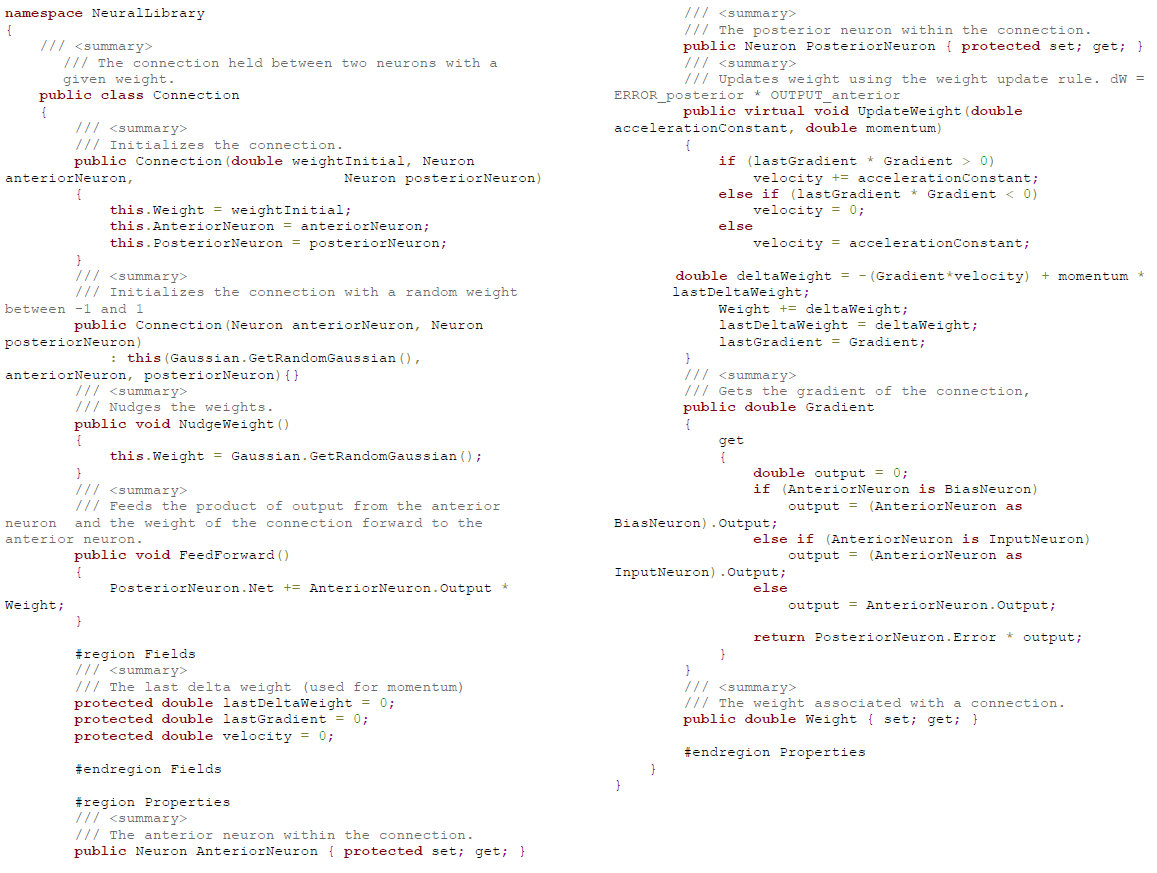 namespace NeuralLibrary
{
/// <summary>
/// The connection held between two neurons with a
given weight.
public class Connection
{
/// <summary>
/// Initializes the connection.
public Connection(double weightInitial, Neuron
anteriorNeuron, Neuron posteriorNeuron)
{
this.Weight = weightInitial;
this.AnteriorNeuron = anteriorNeuron;
this.PosteriorNeuron = posteriorNeuron;
}
/// <summary>
/// Initializes the connection with a random weight
between -1 and 1
public Connection(Neuron anteriorNeuron, Neuron
posteriorNeuron)
: this(Gaussian.GetRandomGaussian(),
anteriorNeuron, posteriorNeuron){}
/// <summary>
/// Nudges the weights.
public void NudgeWeight()
{
this.Weight = Gaussian.GetRandomGaussian();
}
/// <summary>
/// Feeds the product of output from the anterior
neuron and the weight of the connection forward to the
anterior neuron.
public void FeedForward()
{
PosteriorNeuron.Net += AnteriorNeuron.Output *
Weight;
}
#region Fields
/// <summary>
/// The last delta weight (used for momentum)
protected double lastDeltaWeight = 0;
protected double lastGradient = 0;
protected double velocity = 0;
#endregion Fields
#region Properties
/// <summary>
/// The anterior neuron within the connection.
public Neuron AnteriorNeuron { protected set; get; }
/// <summary>
/// The posterior neuron within the connection.
public Neuron PosteriorNeuron { protected set; get; }
/// <summary>
/// Updates weight using the weight update rule. dW =
ERROR_posterior * OUTPUT_anterior
public virtual void UpdateWeight(double
accelerationConstant, double momentum)
{
if (lastGradient * Gradient > 0)
velocity += accelerationConstant;
else if (lastGradient * Gradient < 0)
velocity = 0;
else
velocity = accelerationConstant;
double deltaWeight = -(Gradient*velocity) + momentum *
lastDeltaWeight;
Weight += deltaWeight;
lastDeltaWeight = deltaWeight;
lastGradient = Gradient;
}
/// <summary>
/// Gets the gradient of the connection,
public double Gradient
{
get
{
double output = 0;
if (AnteriorNeuron is BiasNeuron)
output = (AnteriorNeuron as
BiasNeuron).Output;
else if (AnteriorNeuron is InputNeuron)
output = (AnteriorNeuron as
InputNeuron).Output;
else
output = AnteriorNeuron.Output;
return PosteriorNeuron.Error * output;
}
}
/// <summary>
/// The weight associated with a connection.
public double Weight { set; get; }
#endregion Properties
}
}